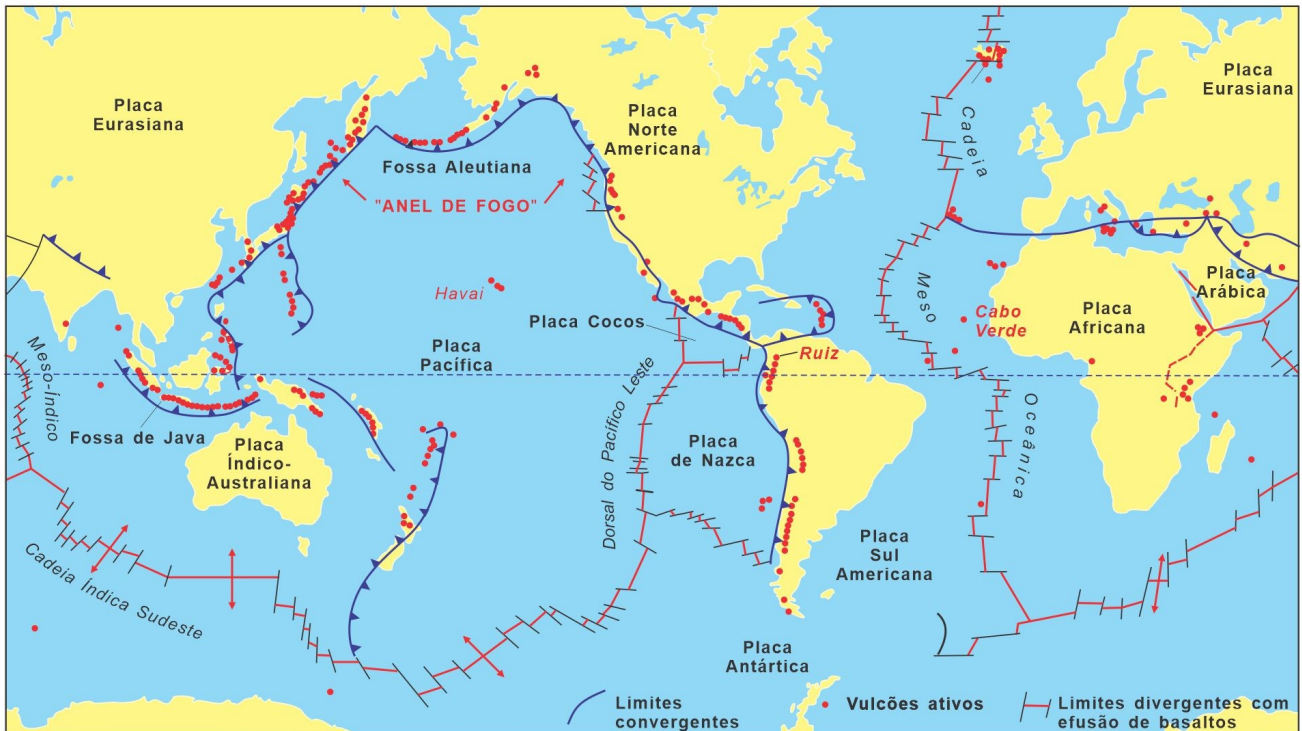 Placa
Eurasiana
Fossa Aleutiana
"ANEL DE FOGO"
Placa
Norte
Americana
Cadeia
Placa
Eurasiana
Havaí
Placa Cocos
Placa
Pacífica
Ruiz
Meso
Cabo
Verde
Placa
Africana
Placa
Arábica
Meso-Índico
Fossa de Java
Placa
Índico-
Australiana
Dorsal do Pacífico Leste
Placa
de Nazca
Oceânica
Cadeia Índica Sudeste
Placa
Sul
Americana
Placa
Antártica
Limites
convergentes
Vulcões ativos
Limites divergentes com
efusão de basaltos